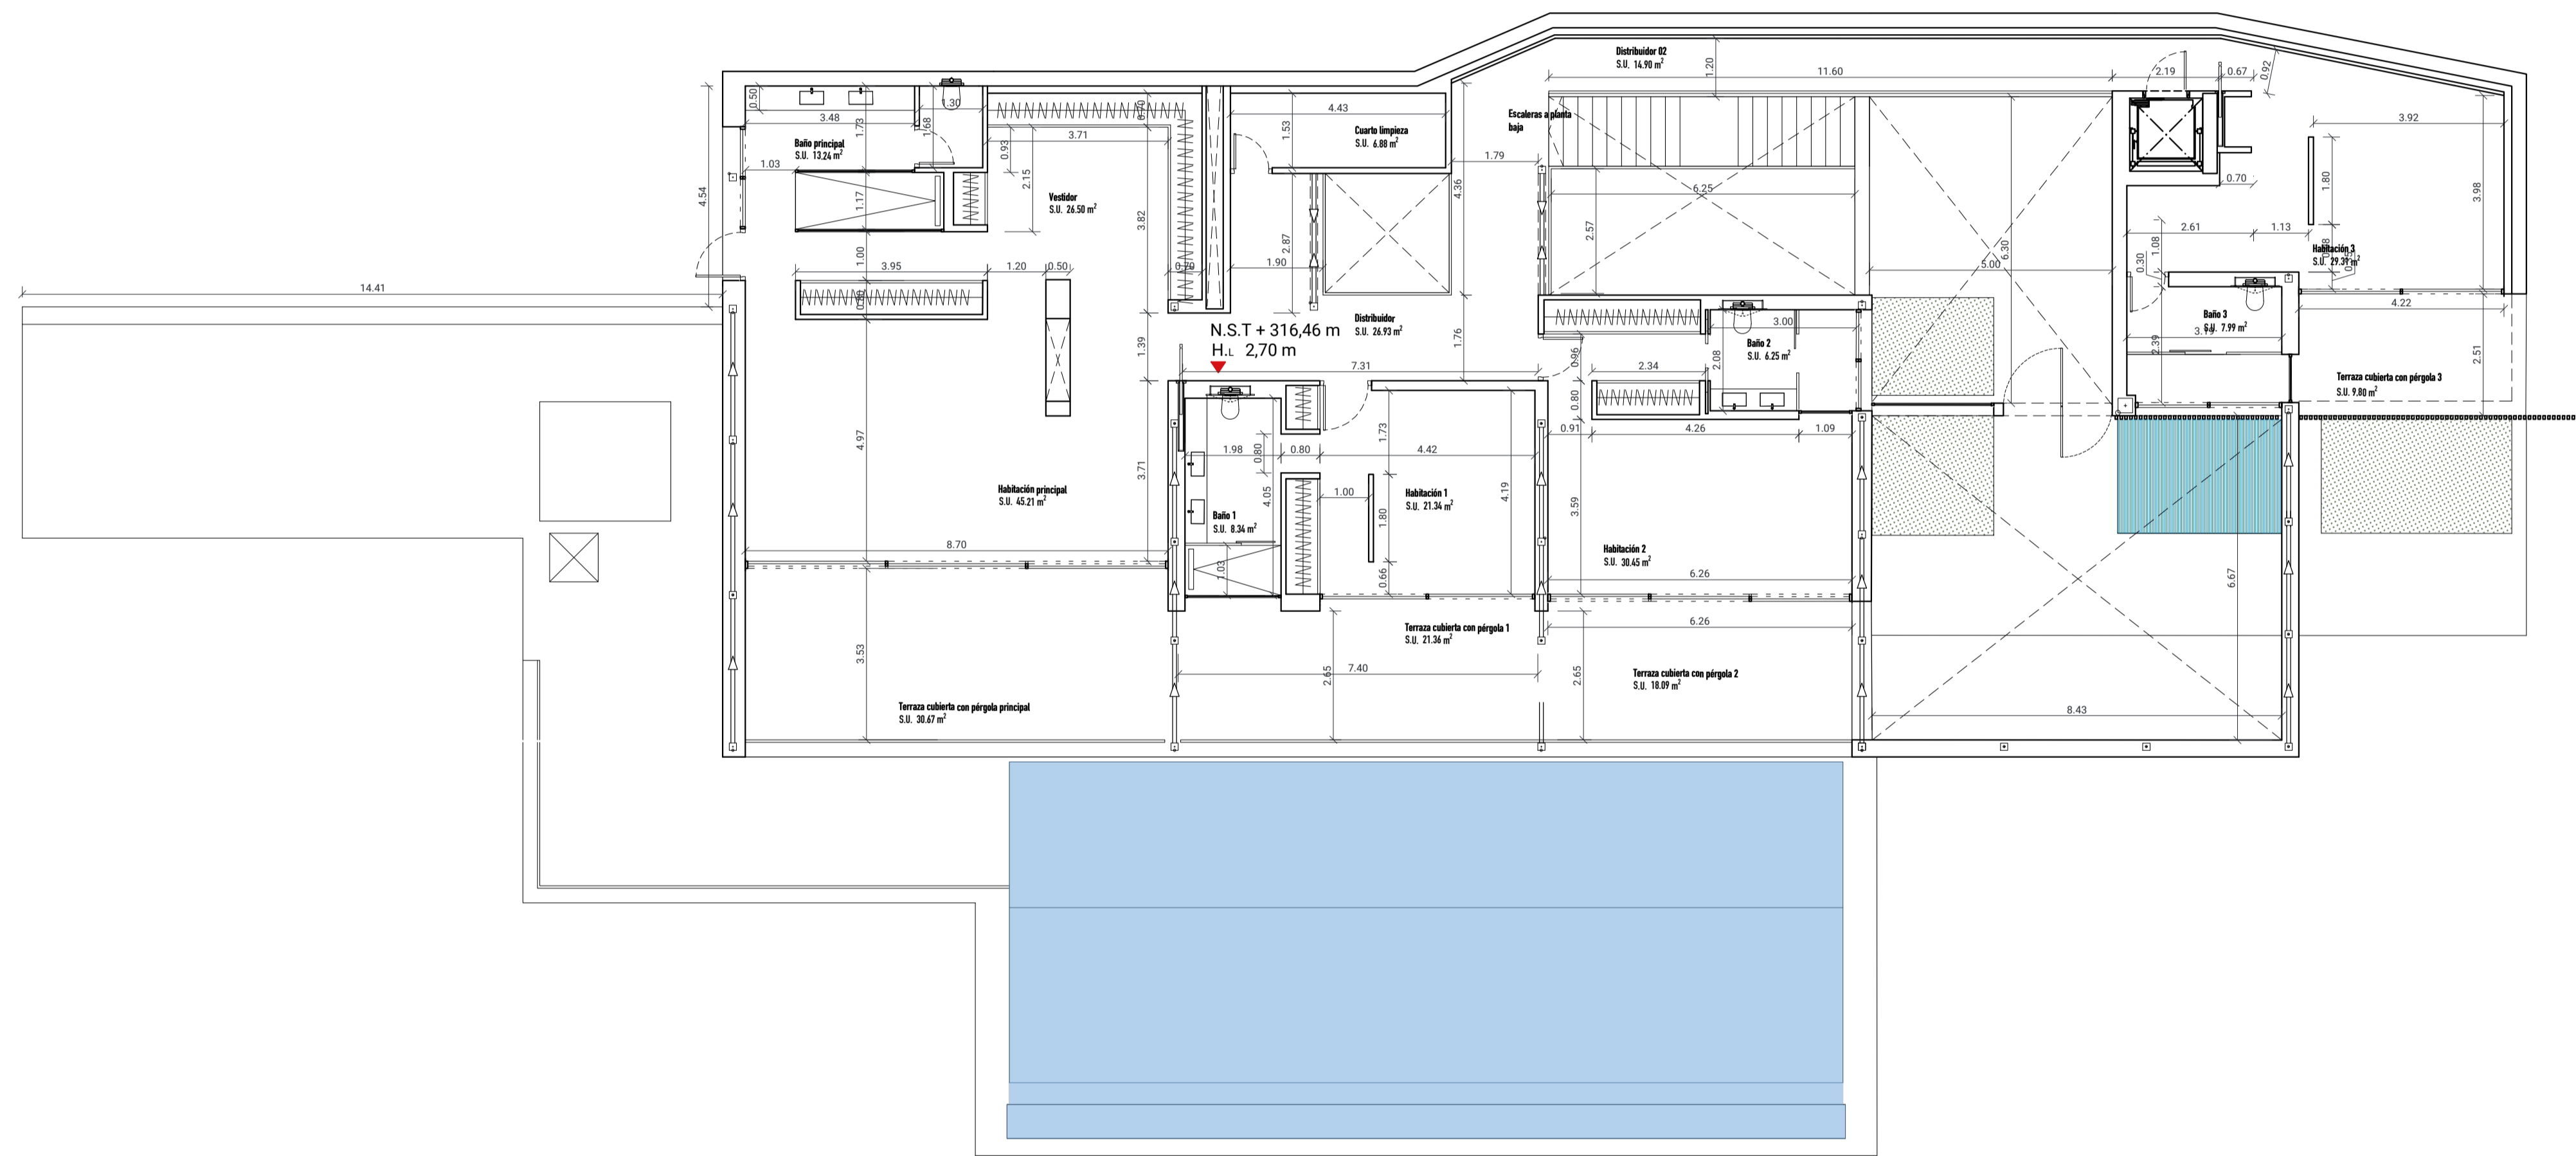 Distribuidor 02
S.U. 14.90 m²
1.20
11.60
2.19
0.67
0.92
0.50
3.48
1.73
1.30
1.68
0.70
3.71
0.93
2.15
4.43
1.53
Cuarto limpieza
S.U. 6.88 m²
Escaleras a planta
baja
3.92
Baño principal
S.U. 13.24 m²
1.03
4.54
1.17
Vestidor
S.U. 26.50 m²
3.82
1.79
4.36
6.25
2.57
0.70
1.80
3.98
2.61
1.13
1.08
Habitación 3
S.U. 29.31 m²
0.30
6.30
5.00
1.00
3.95
1.20
0.50
0.70
1.90
2.87
14.41
0.80
4.22
Distribuidor
S.U. 26.93 m²
N.S.T + 316,46 m
H.L 2,70 m
1.39
1.76
7.31
3.00
Baño 2
S.U. 6.25 m²
2.08
0.96
2.34
0.80
Baño 3
S.U. 7.99 m²
2.39
2.51
Terraza cubierta con pérgola 3
S.U. 9,80 m²
4.97
3.71
1.98
0.80
0.80
4.42
1.73
0.91
4.26
1.09
Habitación principal
S.U. 45.21 m²
4.05
1.00
Habitación 1
S.U. 21.34 m²
4.19
3.59
Baño 1
S.U. 8.34 m²
1.80
8.70
1.03
0.66
Habitación 2
S.U. 30.45 m²
6.26
6.67
Terraza cubierta con pérgola 1
S.U. 21.36 m²
6.26
3.53
2.65
7.40
2.65
Terraza cubierta con pérgola 2
S.U. 18.09 m²
Terraza cubierta con pérgola principal
S.U. 30.67 m²
8.43